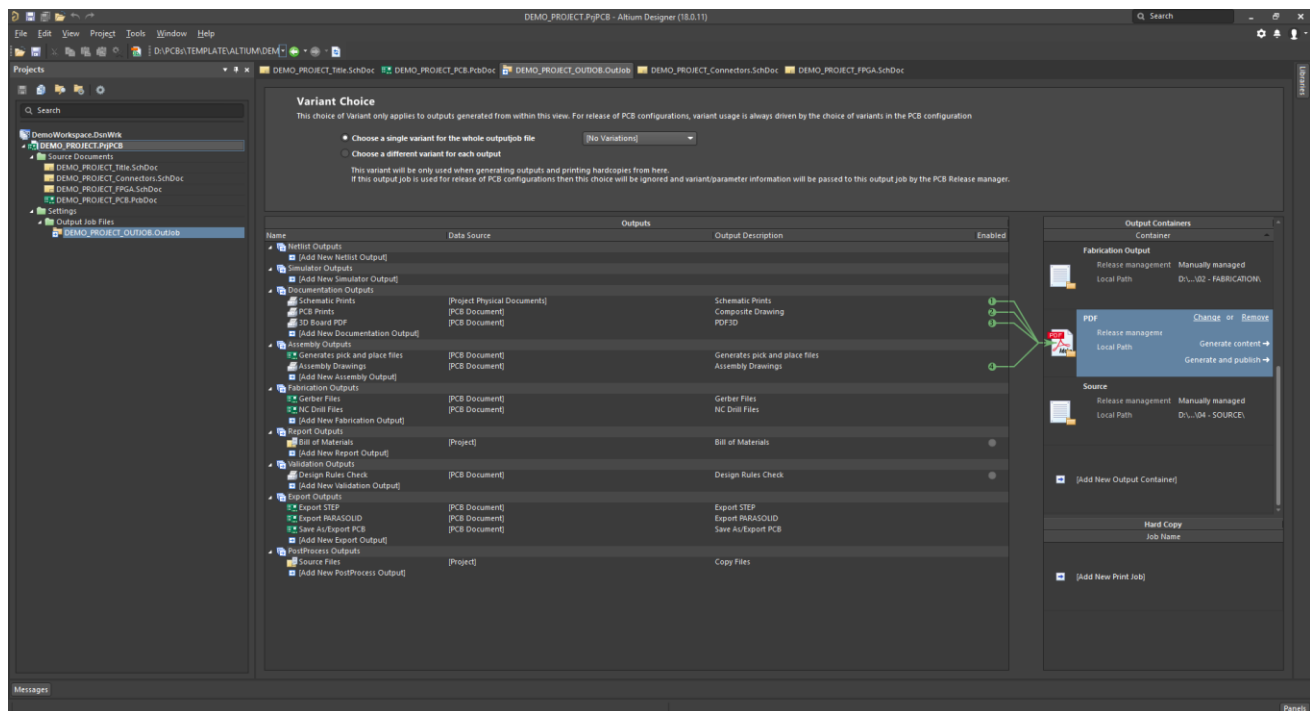 DEMO_PROJECT.PrjPCB - Altium Designer (18.0.11)
Search
File Edit View Project Tools Window Help
D:\PCBs\TEMPLATE\ALTIUM\DEM
Projects
DEMO_PROJECT_Title.SchDoc DEMO_PROJECT_PCB.PcbDoc DEMO_PROJECT_OUTJOB.OutJob DEMO_PROJECT_Connectors.SchDoc DEMO_PROJECT_FPGA.SchDoc
Libraries
Search
DemoWorkspace.DsnWrk
DEMO_PROJECT.PrjPCB
Source Documents
DEMO_PROJECT_Title.SchDoc
DEMO_PROJECT_Connectors.SchDoc
DEMO_PROJECT_FPGA.SchDoc
DEMO_PROJECT_PCB.PcbDoc
Settings
Output Job Files
DEMO_PROJECT_OUTJOB.OutJob
Variant Choice
This choice of Variant only applies to outputs generated from within this view. For release of PCB configurations, variant usage is always driven by the choice of variants in the PCB configuration
Choose a single variant for the whole outputjob file [No Variations]
Choose a different variant for each output
This variant will be only used when generating outputs and printing hardcopies from here.
If this output job is used for release of PCB configurations then this choice will be ignored and variant/parameter information will be passed to this output job by the PCB Release manager.
Outputs
Name Data Source Output Description Enabled
Netlist Outputs
[Add New Netlist Output]
Simulator Outputs
[Add New Simulator Output]
Documentation Outputs
Schematic Prints [Project Physical Documents] Schematic Prints 1
PCB Prints [PCB Document] Composite Drawing 2
3D Board PDF [PCB Document] PDF3D 3
[Add New Documentation Output]
Assembly Outputs
Generates pick and place files [PCB Document] Generates pick and place files
Assembly Drawings [PCB Document] Assembly Drawings 4
[Add New Assembly Output]
Fabrication Outputs
Gerber Files [PCB Document] Gerber Files
NC Drill Files [PCB Document] NC Drill Files
[Add New Fabrication Output]
Report Outputs
Bill of Materials [Project] Bill of Materials
[Add New Report Output]
Validation Outputs
Design Rules Check [PCB Document] Design Rules Check
[Add New Validation Output]
Export Outputs
Export STEP [PCB Document] Export STEP
Export PARASOLID [PCB Document] Export PARASOLID
Save As/Export PCB [PCB Document] Save As/Export PCB
[Add New Export Output]
PostProcess Outputs
Source Files [Project] Copy Files
[Add New PostProcess Output]
Output Containers
Container
Fabrication Output
Release management Manually managed
Local Path D:\...\02 - FABRICATION\
PDF Change or Remove
PDF
Release manageme
Local Path Generate content
Generate and publish
Source
Release management Manually managed
Local Path D:\...\04 - SOURCE\
[Add New Output Container]
Hard Copy
Job Name
[Add New Print Job]
Messages
Panels